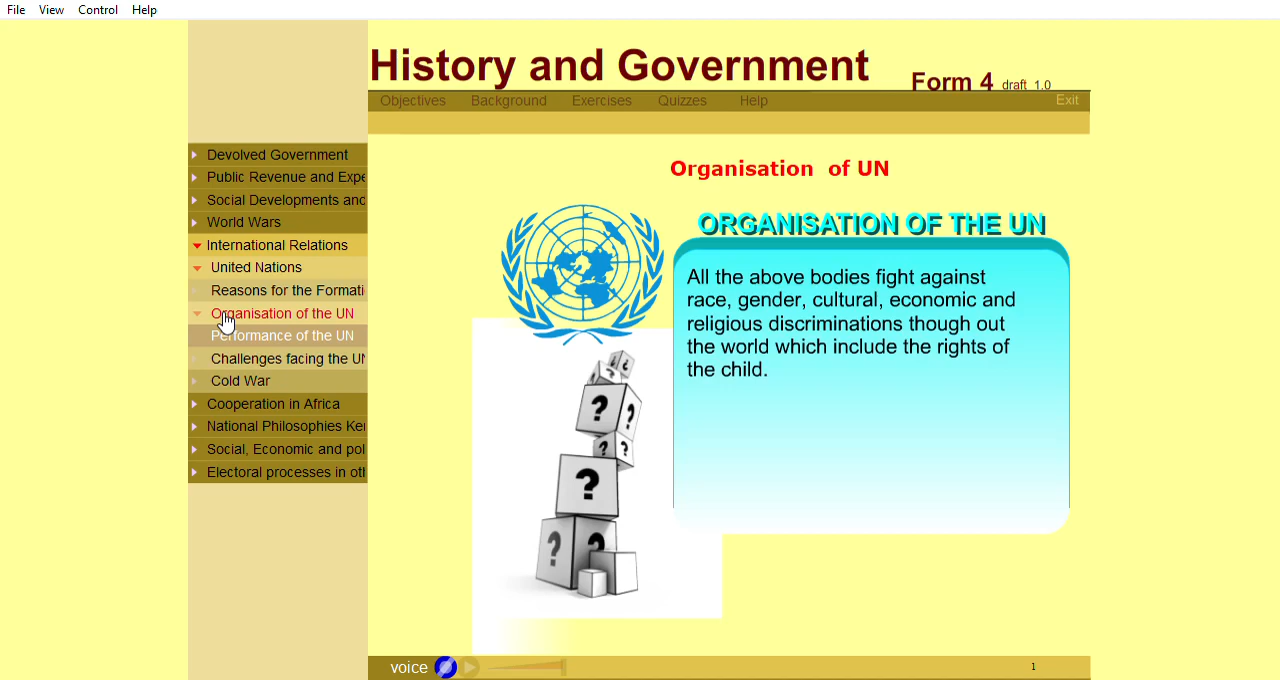 File View Control Help
History and Government
Form 4 draft 1.0
Objectives Background Exercises Quizzes Help Exit
Devolved Government
Public Revenue and Expe
Social Developments and
World Wars
International Relations
United Nations
Reasons for the Formati
Organisation of the UN
Performance of the UN
Challenges facing the UN
Cold War
Cooperation in Africa
National Philosophies Ken
Social, Economic and pol
Electoral processes in oth
Organisation of UN
ORGANISATION OF THE UN
All the above bodies fight against
race, gender, cultural, economic and
religious discriminations though out
the world which include the rights of
the child.
? ? ? ? ? ? ? ? ?
voice
1